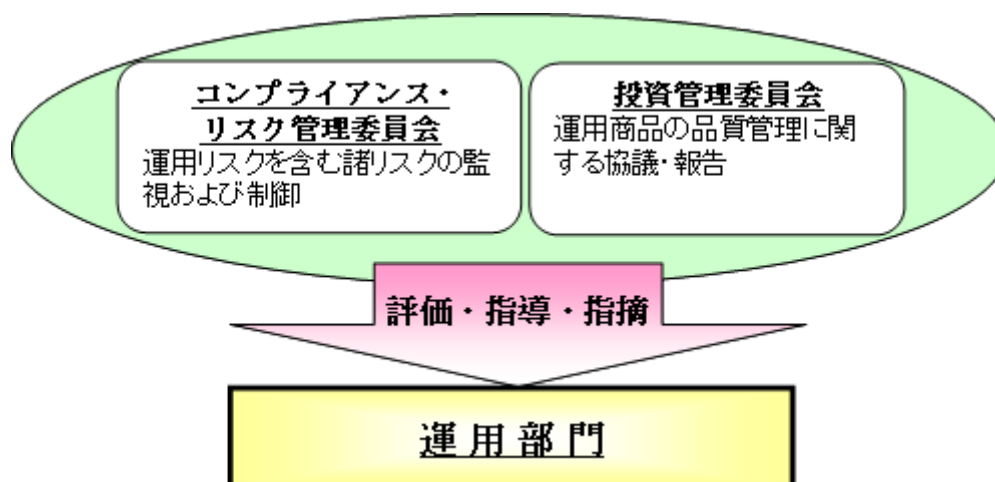 コンプライアンス・
リスク管理委員会
運用リスクを含む諸リスクの監
視および制御
投資管理委員会
運用商品の品質管理に関
する協議・報告
評価・指導・指摘
運用部門